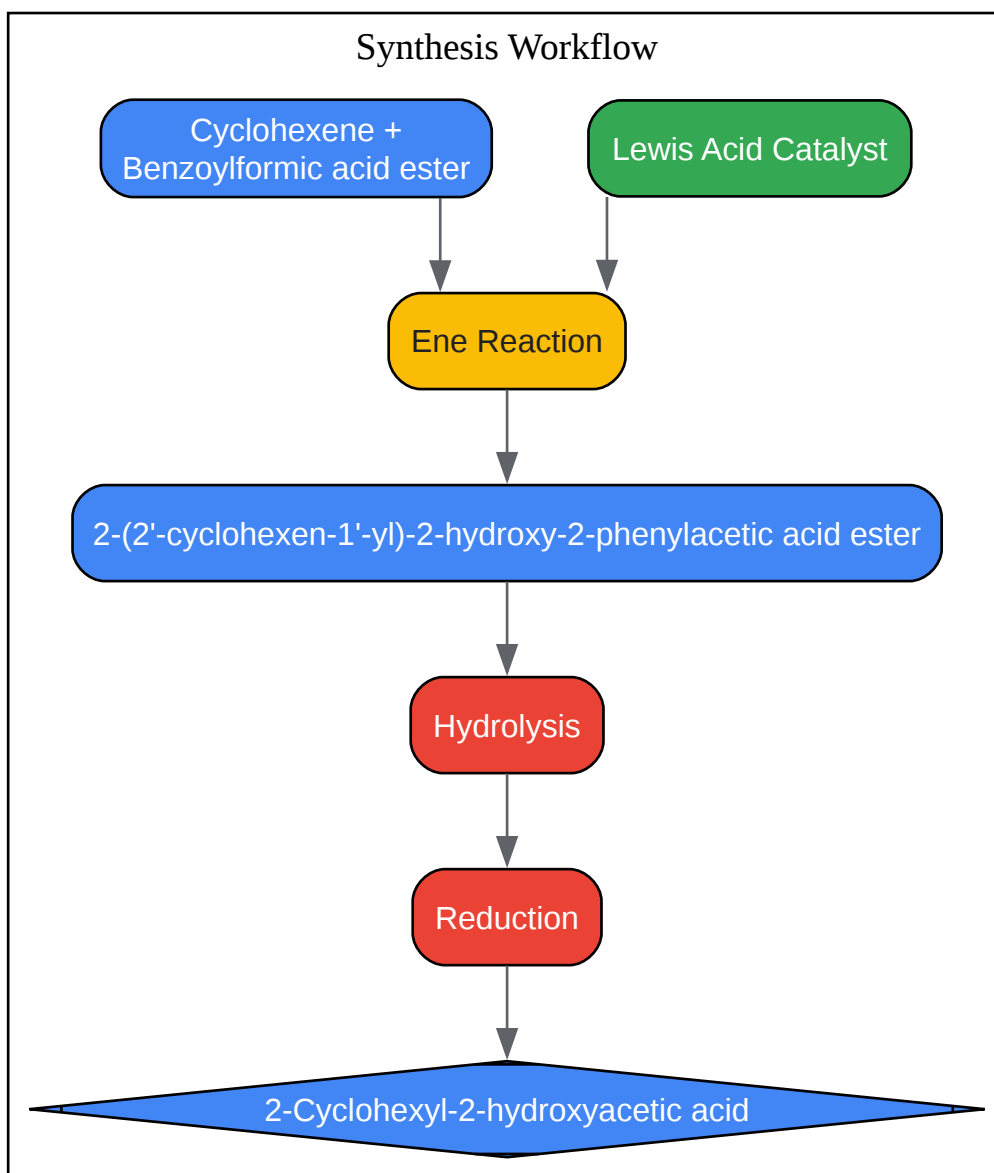 Synthesis Workflow
Cyclohexene +
Benzoylformic acid ester
Lewis Acid Catalyst
Ene Reaction
2-(2'-cyclohexen-1'-yl)-2-hydroxy-2-phenylacetic acid ester
Hydrolysis
Reduction
2-Cyclohexyl-2-hydroxyacetic acid